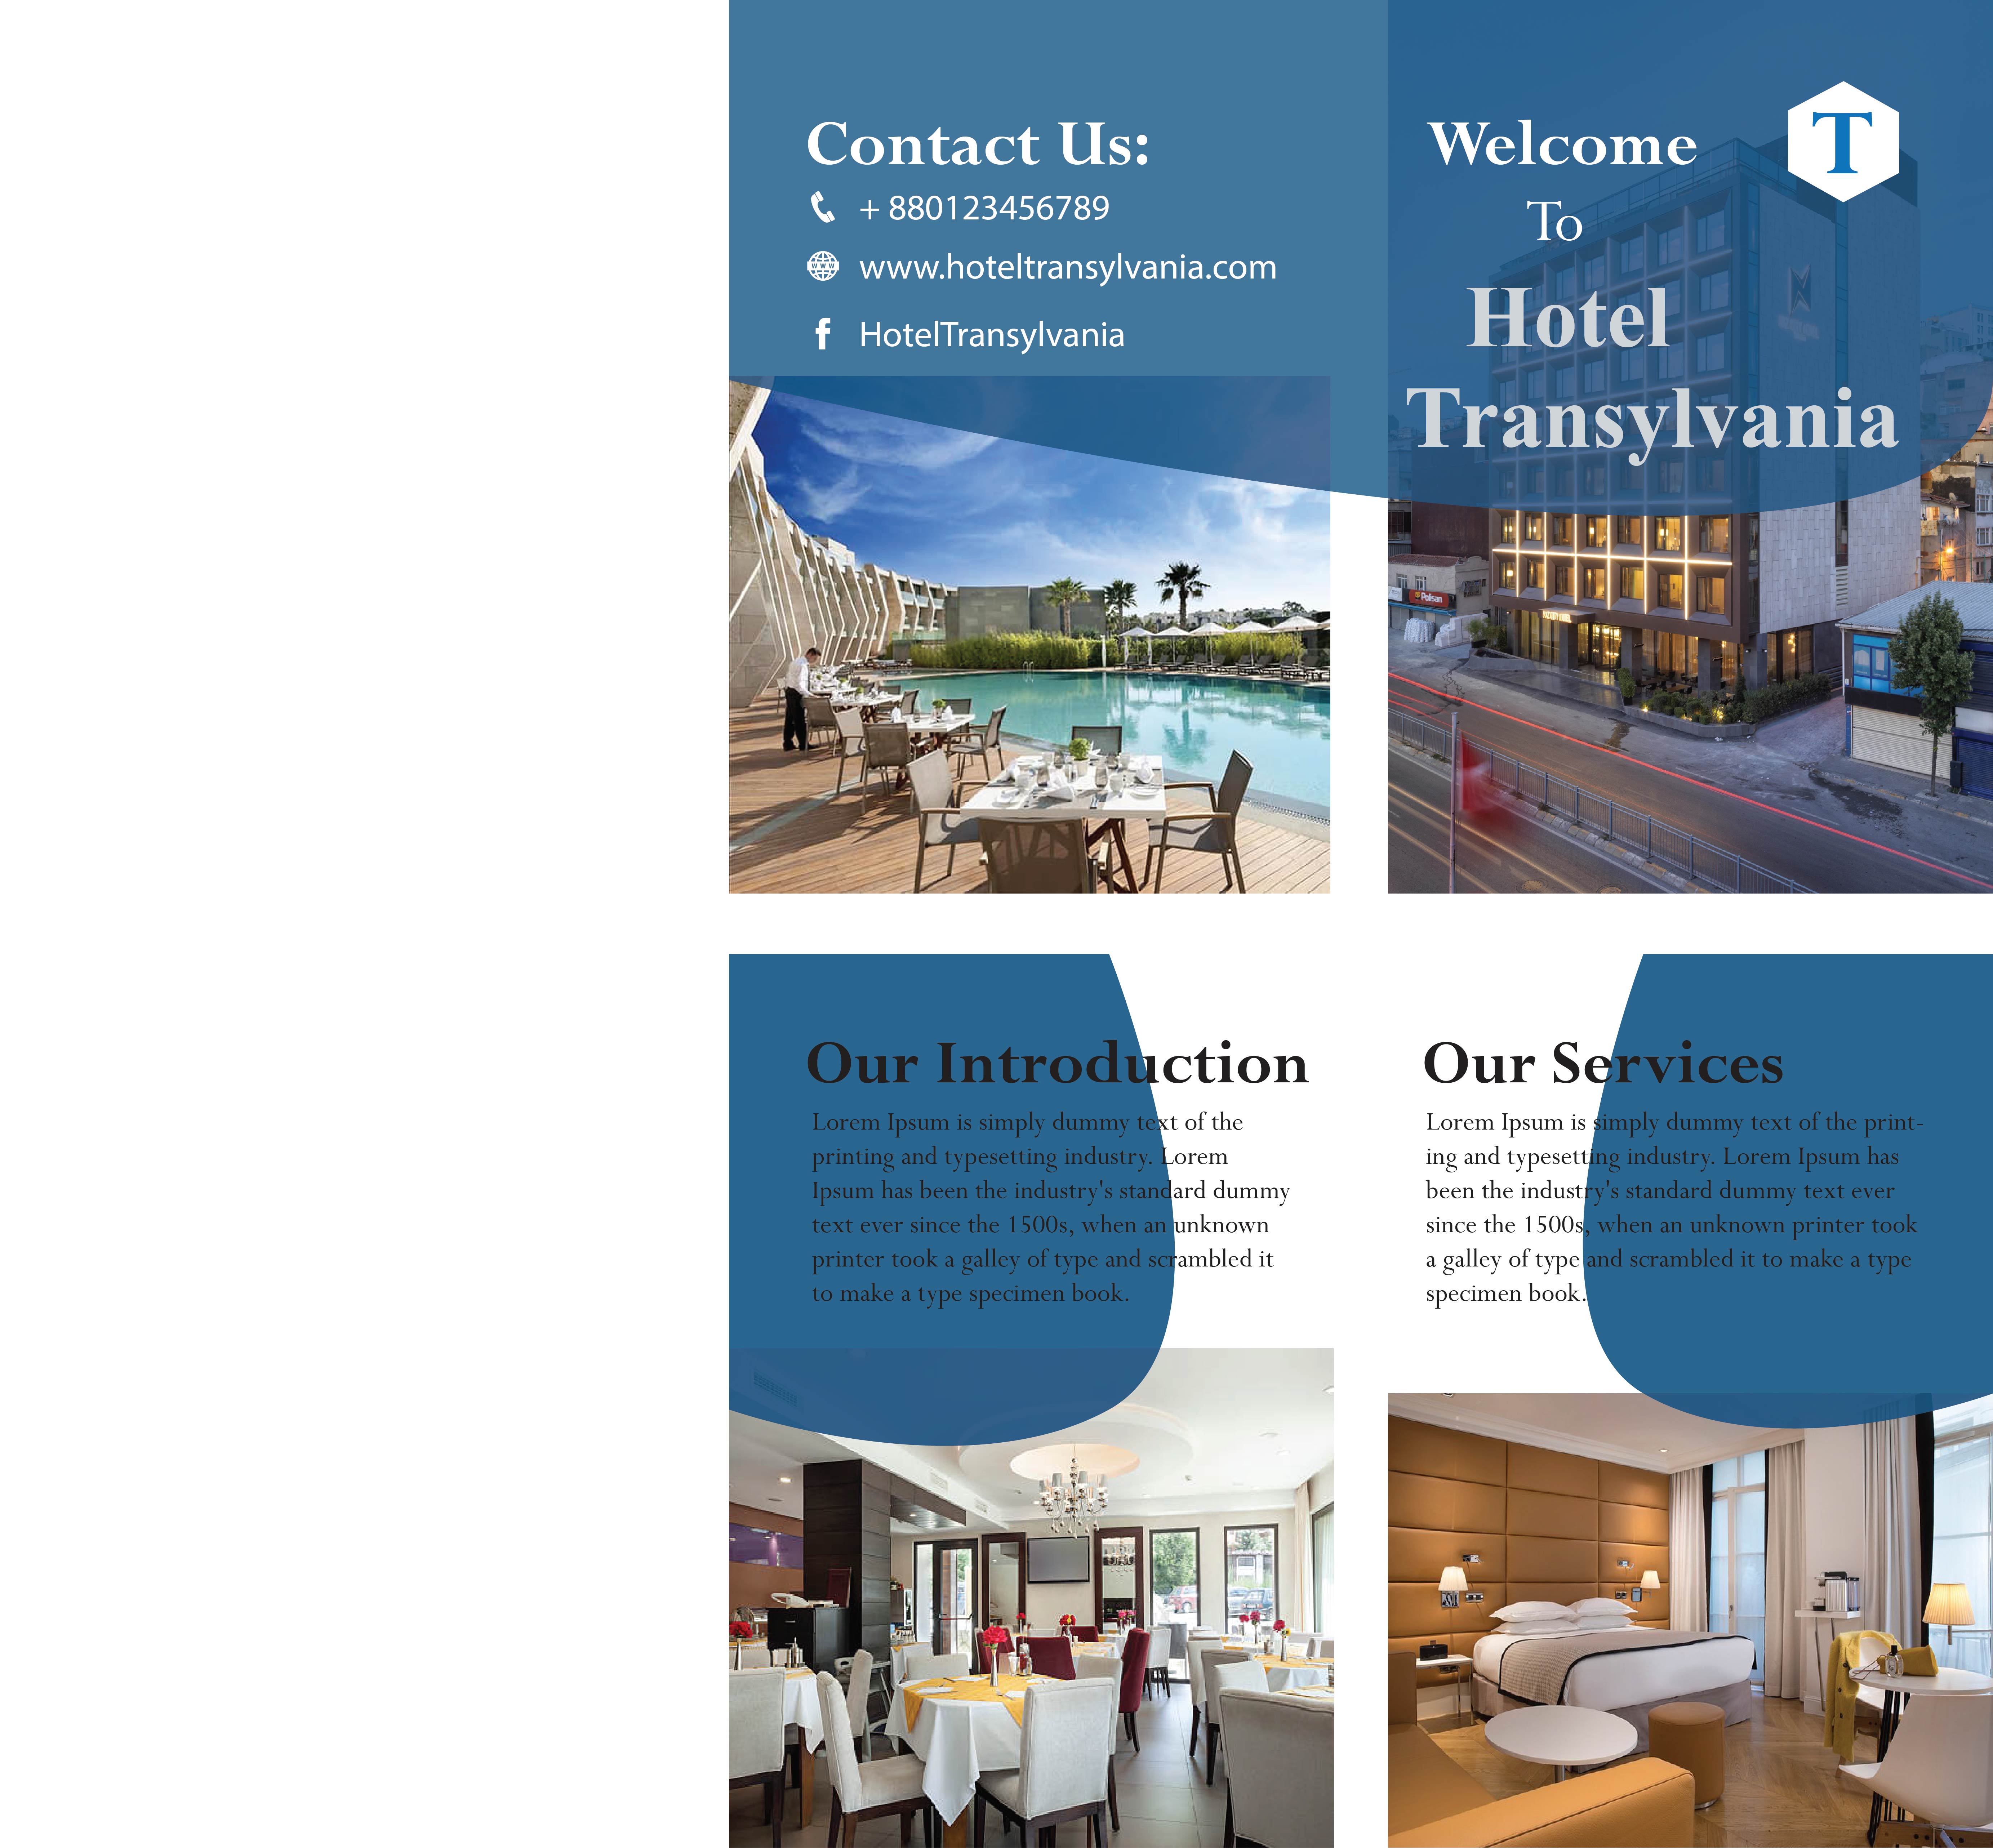 Contact Us:
+ 880123456789
www.hoteltransylvania.com
f HotelTransylvania
T
Welcome
To
Hotel
Transylvania
Polisan
Our Introduction
Lorem Ipsum is simply dummy text of the
printing and typesetting industry. Lorem
Ipsum has been the industry's standard dummy
text ever since the 1500s, when an unknown
printer took a galley of type and scrambled it
to make a type specimen book.
Our Services
Lorem Ipsum is simply dummy text of the print-
ing and typesetting industry. Lorem Ipsum has
been the industry's standard dummy text ever
since the 1500s, when an unknown printer took
a galley of type and scrambled it to make a type
specimen book.